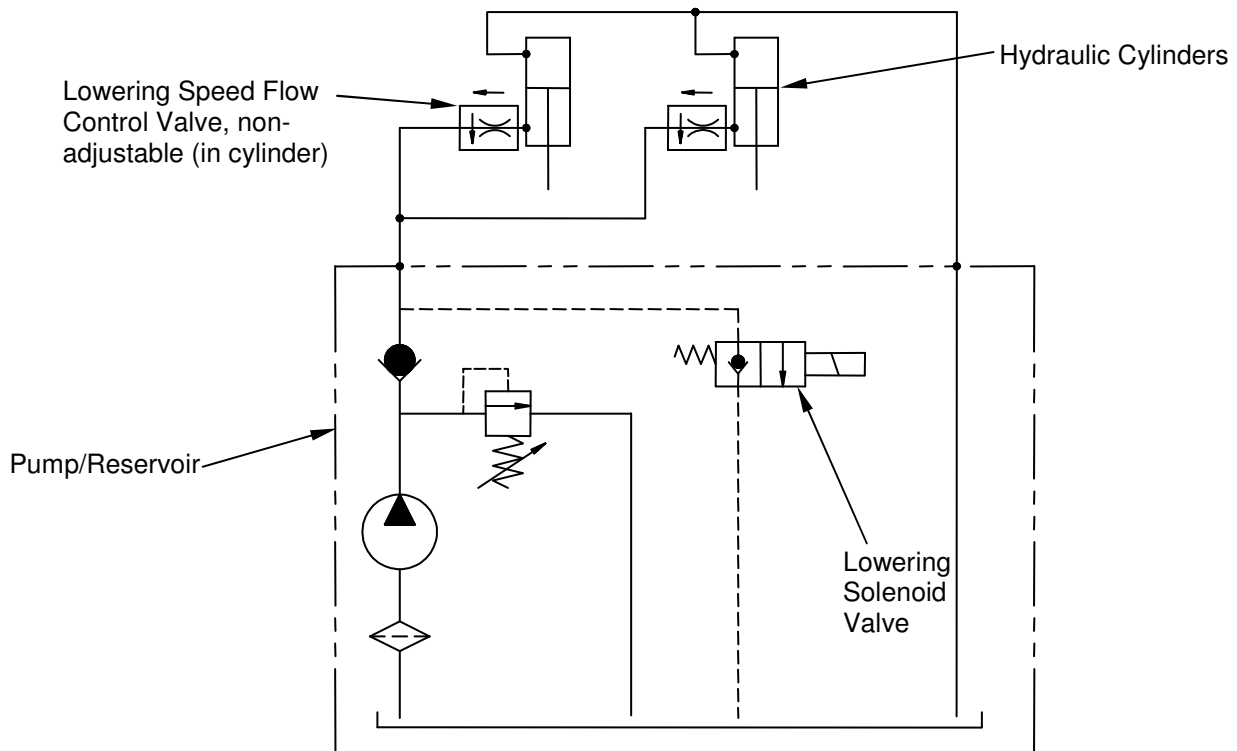 Lowering Speed Flow
Control Valve, non-
adjustable (in cylinder)
Hydraulic Cylinders
Pump/Reservoir
Lowering
Solenoid
Valve